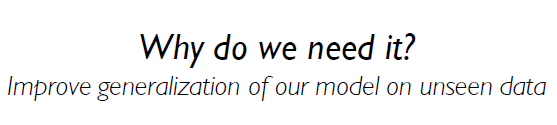 Why do we need it?
Improve generalization of our model on unseen data